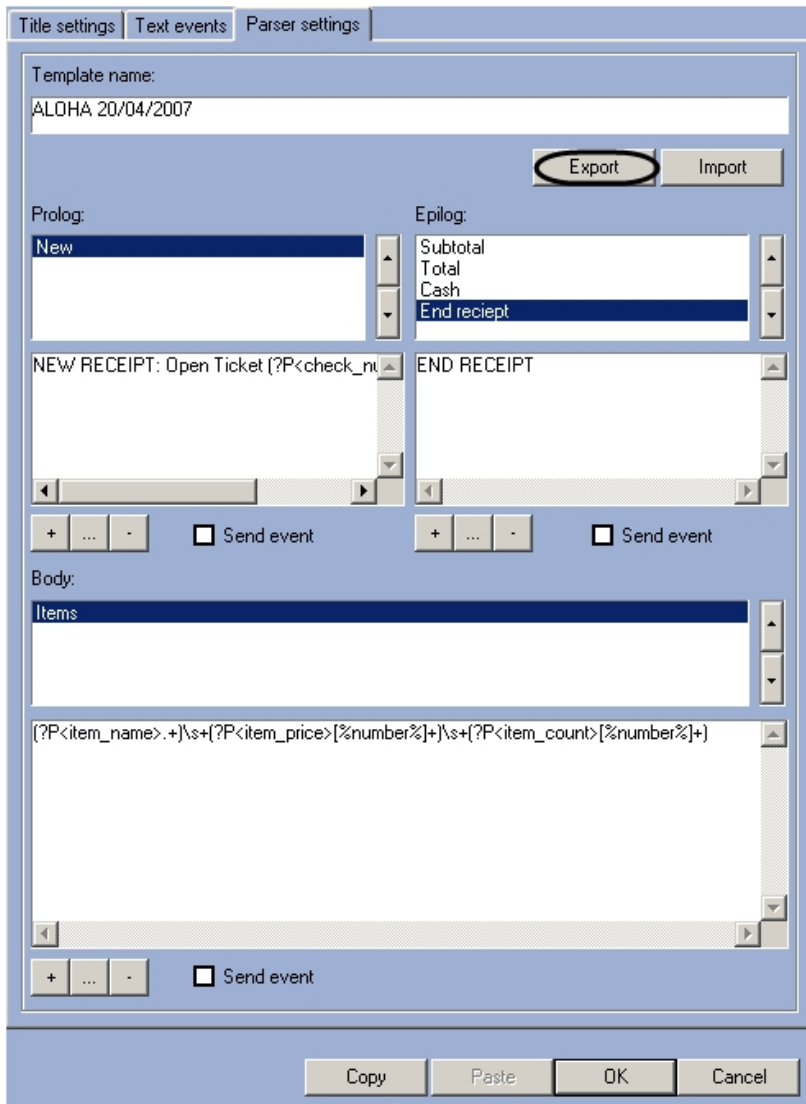 Title settings Text events Parser settings
Template name:
ALOHA 20/04/2007
Export Import
Prolog: Epilog:
New
Subtotal
Total
Cash
End reciept
NEW RECEIPT: Open Ticket (?P<check_nu
END RECEIPT
+ ... - Send event + ... - Send event
Body:
Items
(?P<item_name>.+)\s+(?P<item_price>[%number%]+)\s+(?P<item_count>[%number%]+)
+ ... - Send event
Copy Paste OK Cancel